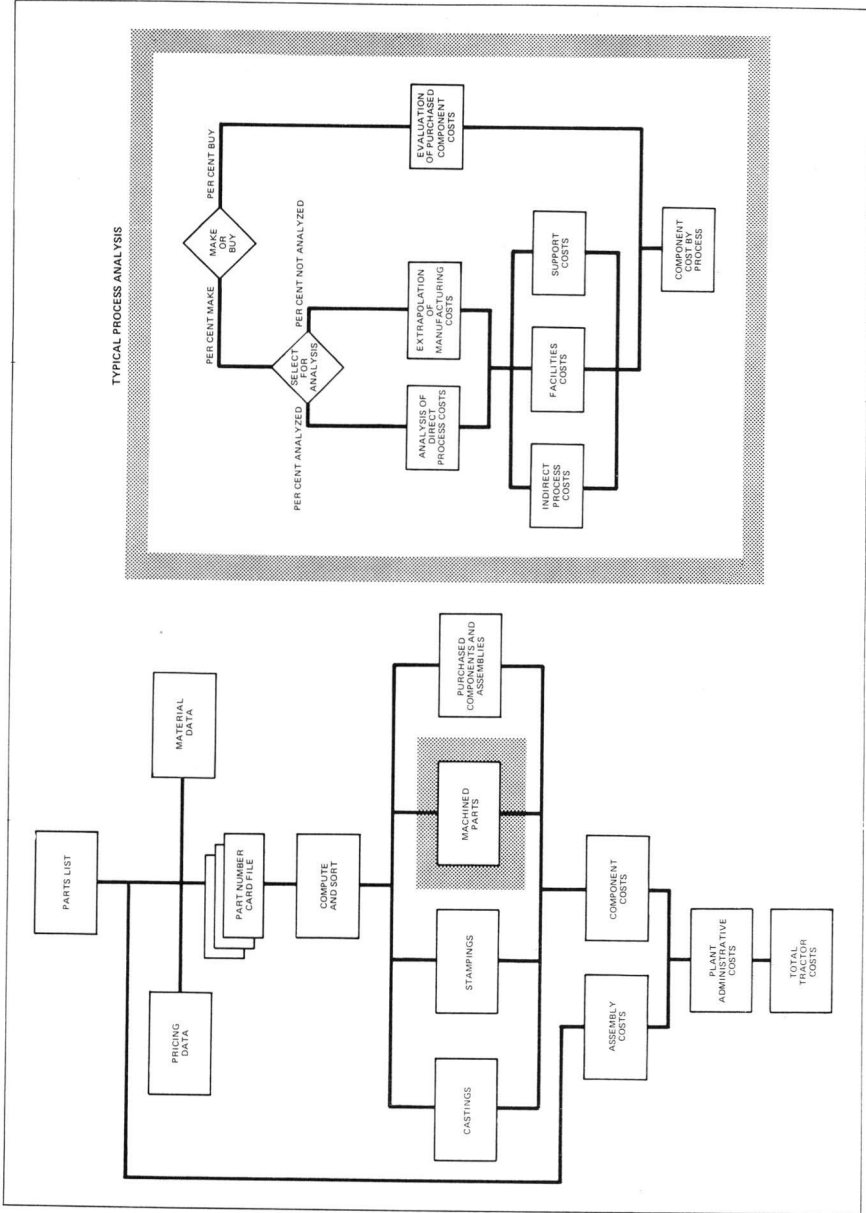 PARTS LIST
PRICING
DATA
MATERIAL
DATA
PART NUMBER
CARD FILE
COMPUTE
AND SORT
CASTINGS
STAMPINGS
MACHINED
PARTS
PURCHASED
COMPONENTS AND
ASSEMBLIES
ASSEMBLY
COSTS
COMPONENT
COSTS
PLANT
ADMINISTRATIVE
COSTS
TOTAL
TRACTOR
COSTS
TYPICAL PROCESS ANALYSIS
MAKE
OR
BUY
PER CENT MAKE
PER CENT BUY
SELECT
FOR
ANALYSIS
PER CENT ANALYZED
PER CENT NOT ANALYZED
ANALYSIS OF
DIRECT
PROCESS COSTS
EXTRAPOLATION
OF
MANUFACTURING
COSTS
EVALUATION
OF PURCHASED
COMPONENT
COSTS
INDIRECT
PROCESS
COSTS
FACILITIES
COSTS
SUPPORT
COSTS
COMPONENT
COST BY
PROCESS